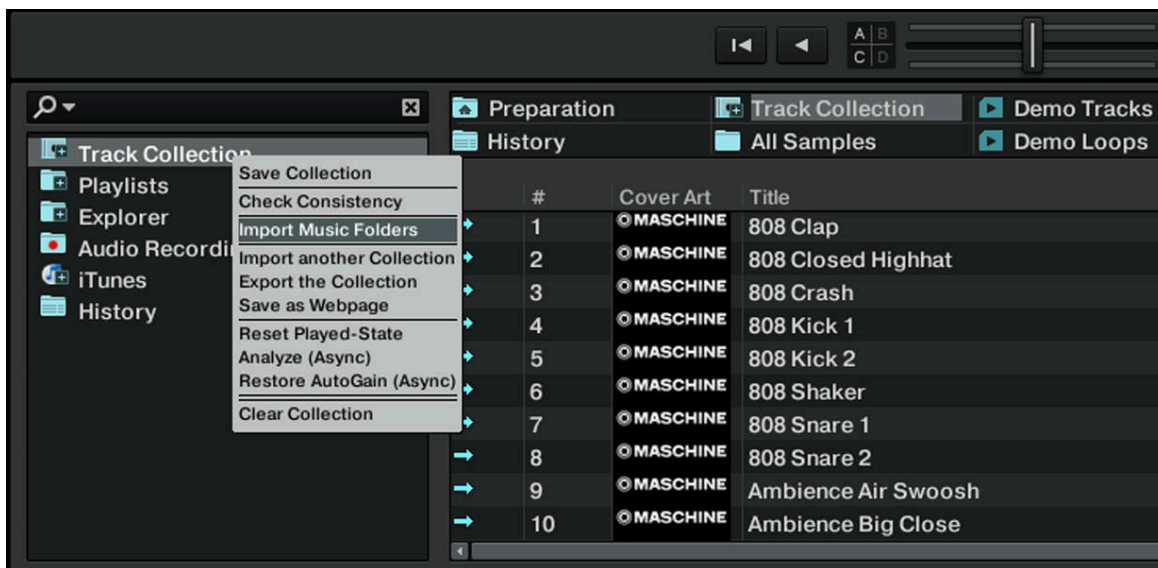 A B
C D
Preparation Track Collection Demo Tracks
History All Samples Demo Loops
Track Collection
Playlists
Explorer
Audio Recordi
iTunes
History
Save Collection
Check Consistency
Import Music Folders
Import another Collection
Export the Collection
Save as Webpage
Reset Played-State
Analyze (Async)
Restore AutoGain (Async)
Clear Collection
# Cover Art Title
1 MASCHINE 808 Clap
2 MASCHINE 808 Closed Highhat
3 MASCHINE 808 Crash
4 MASCHINE 808 Kick 1
5 MASCHINE 808 Kick 2
6 MASCHINE 808 Shaker
7 MASCHINE 808 Snare 1
8 MASCHINE 808 Snare 2
9 MASCHINE Ambience Air Swoosh
10 MASCHINE Ambience Big Close